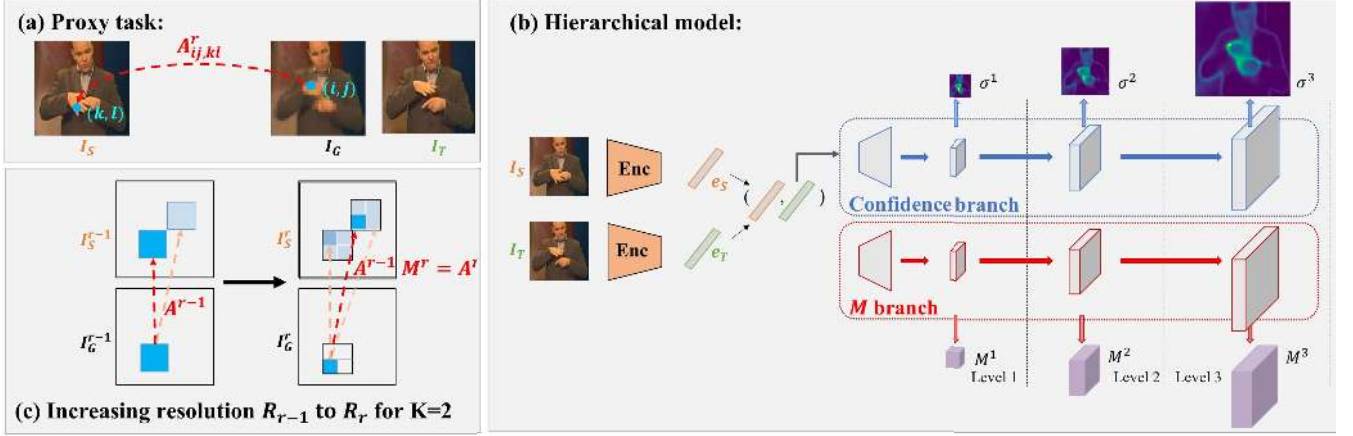 (a) Proxy task:
A^r_{ij,kl}
(k, l)
(i, j)
I_S
I_G
I_T
(b) Hierarchical model:
σ^1
σ^2
σ^3
I_S
Enc
e_S
( , )
Confidence branch
I_T
Enc
e_T
M branch
M^1
M^2
M^3
Level 1
Level 2
Level 3
I_S^{r-1}
I_S^r
A^{r-1}
A^{r-1} M^r = A^r
I_G^{r-1}
I_G^r
(c) Increasing resolution R_{r-1} to R_r for K=2